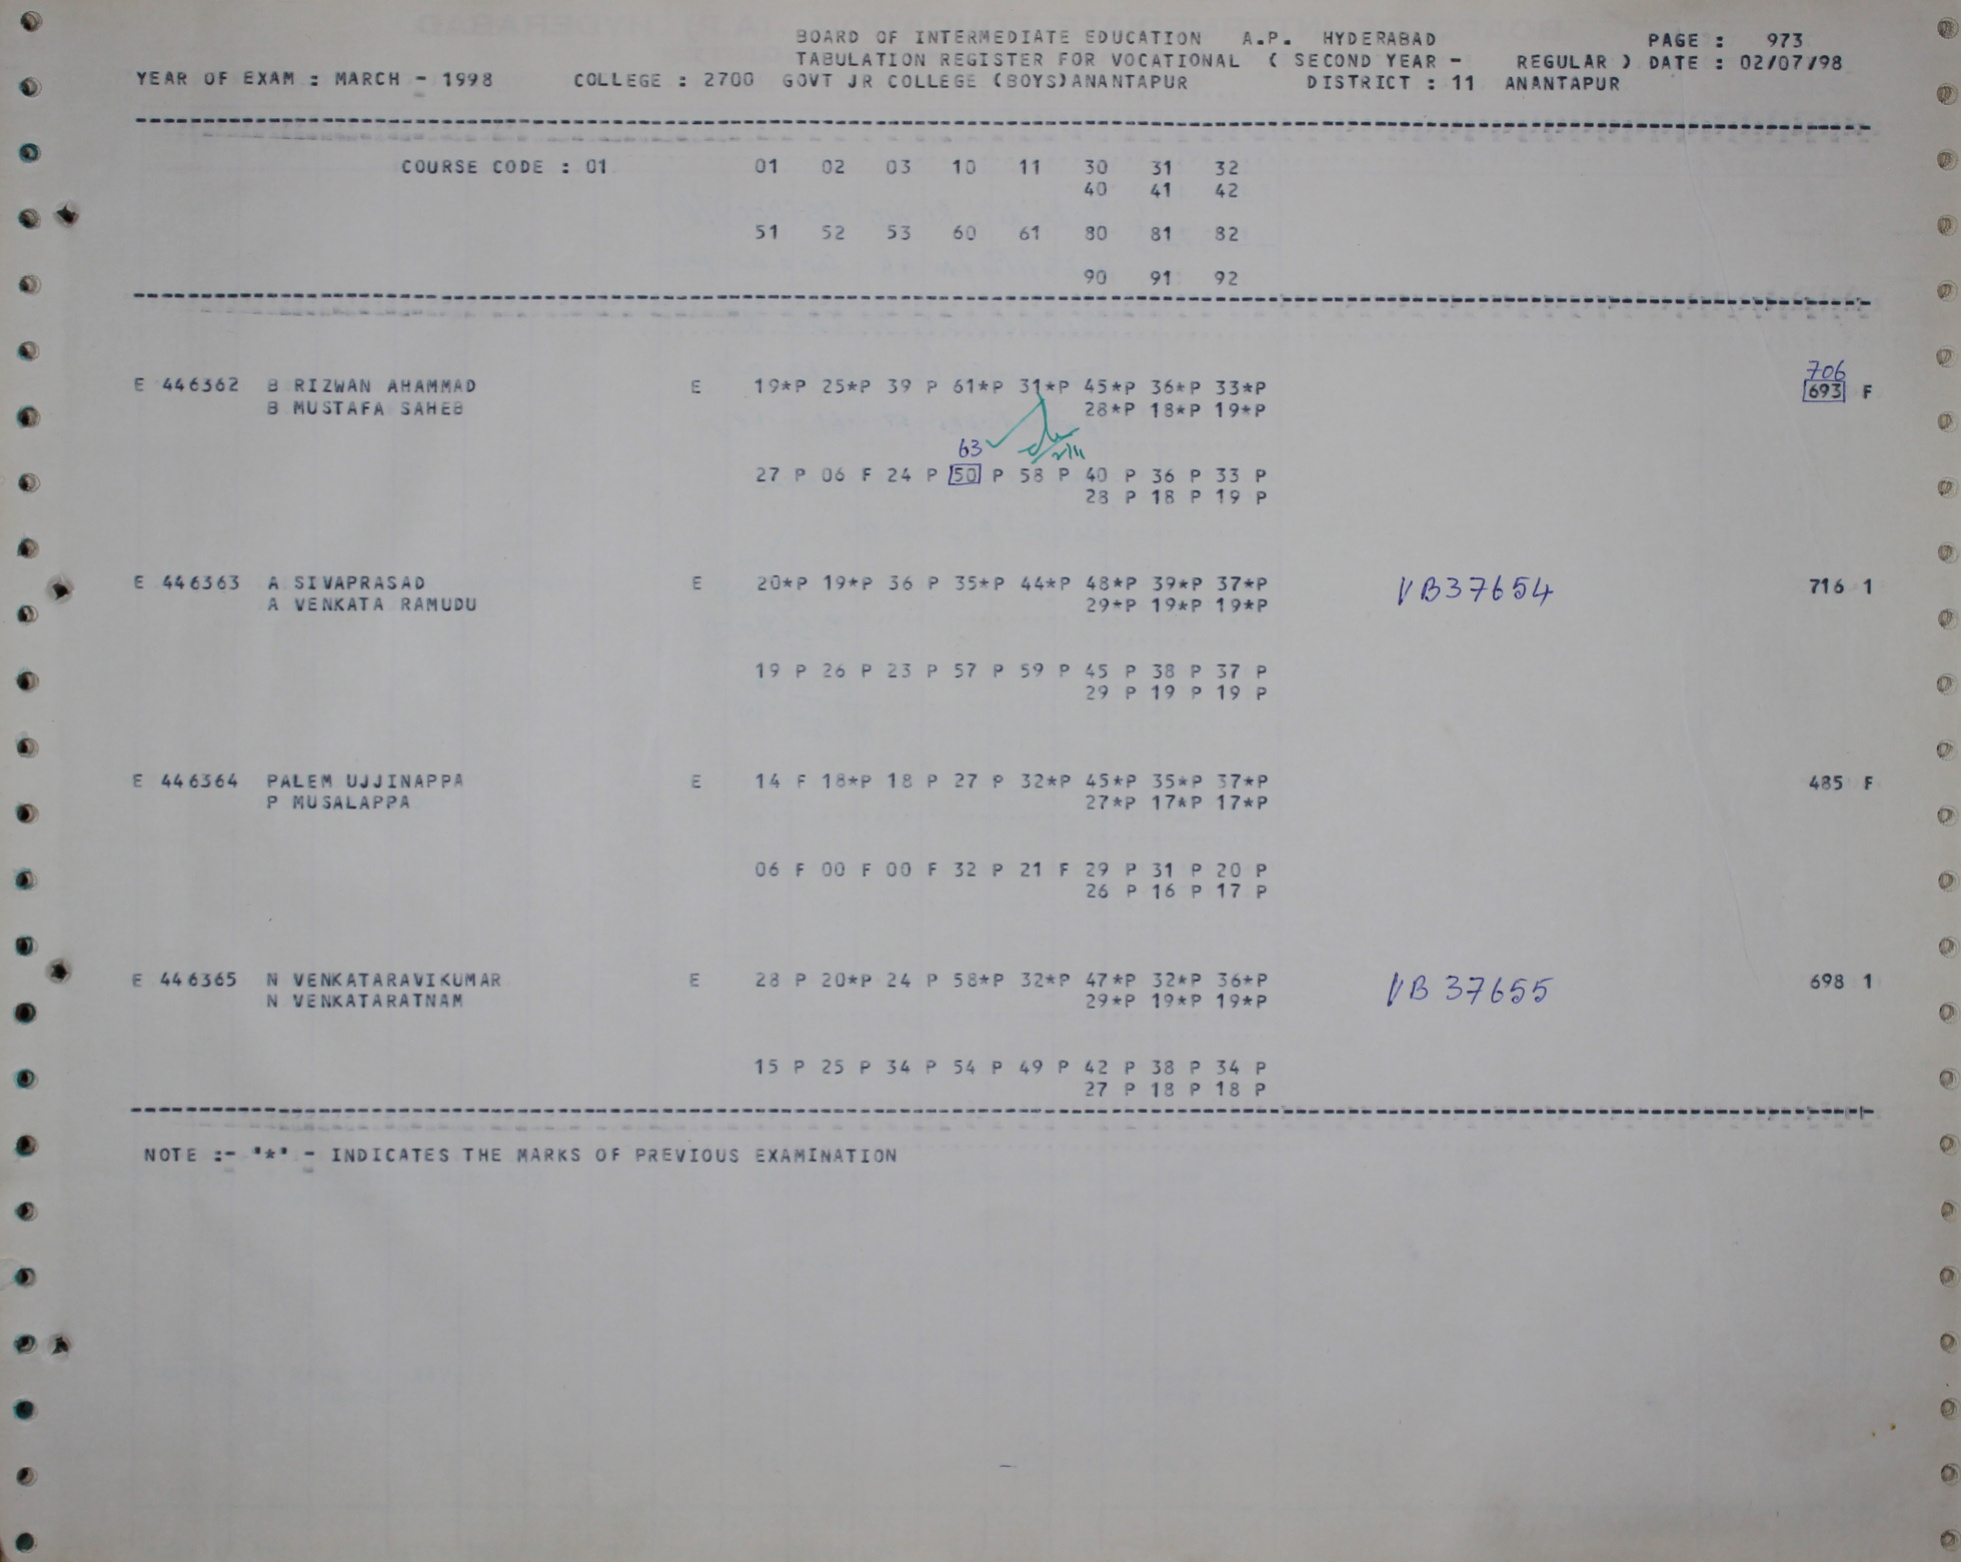 BOARD OF INTERMEDIATE EDUCATION A.P. HYDERABAD PAGE : 973
TABULATION REGISTER FOR VOCATIONAL ( SECOND YEAR - REGULAR ) DATE : 02/07/98
YEAR OF EXAM : MARCH - 1998 COLLEGE : 2700 GOVT JR COLLEGE (BOYS)ANANTAPUR DISTRICT : 11 ANANTAPUR
COURSE CODE : 01 01 02 03 10 11 30 31 32
40 41 42
51 52 53 60 61 80 81 82
90 91 92
706
E 446362 B RIZWAN AHAMMAD E 19*P 25*P 39 P 61*P 31*P 45*P 36*P 33*P 693 F
B MUSTAFA SAHEB 28*P 18*P 19*P
63
27 P 06 F 24 P 50 P 58 P 40 P 36 P 33 P
28 P 18 P 19 P
E 446363 A SIVAPRASAD E 20*P 19*P 36 P 35*P 44*P 48*P 39*P 37*P VB37654 716 1
A VENKATA RAMUDU 29*P 19*P 19*P
19 P 26 P 23 P 57 P 59 P 45 P 38 P 37 P
29 P 19 P 19 P
E 446364 PALEM UJJINAPPA E 14 F 18*P 18 P 27 P 32*P 45*P 35*P 37*P 485 F
P MUSALAPPA 27*P 17*P 17*P
06 F 00 F 00 F 32 P 21 F 29 P 31 P 20 P
26 P 16 P 17 P
E 446365 N VENKATARAVIKUMAR E 28 P 20*P 24 P 58*P 32*P 47*P 32*P 36*P VB 37655 698 1
N VENKATARATNAM 29*P 19*P 19*P
15 P 25 P 34 P 54 P 49 P 42 P 38 P 34 P
27 P 18 P 18 P
NOTE :- "*" - INDICATES THE MARKS OF PREVIOUS EXAMINATION